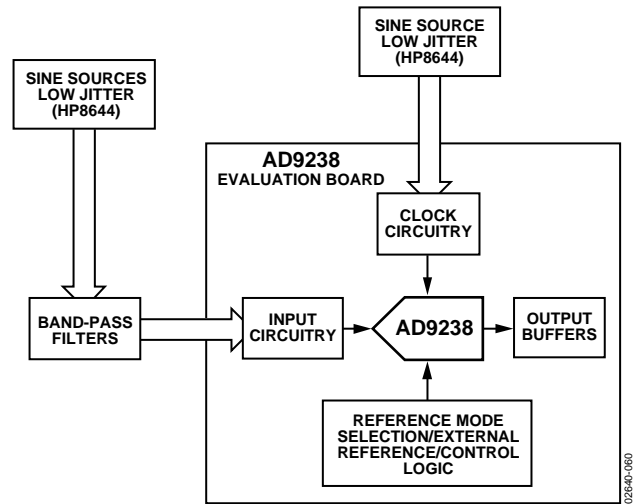 SINE SOURCE
LOW JITTER
(HP8644)
SINE SOURCES
LOW JITTER
(HP8644)
AD9238
EVALUATION BOARD
CLOCK
CIRCUITRY
BAND-PASS
FILTERS
INPUT
CIRCUITRY
AD9238
OUTPUT
BUFFERS
REFERENCE MODE
SELECTION/EXTERNAL
REFERENCE/CONTROL
LOGIC
02640-060